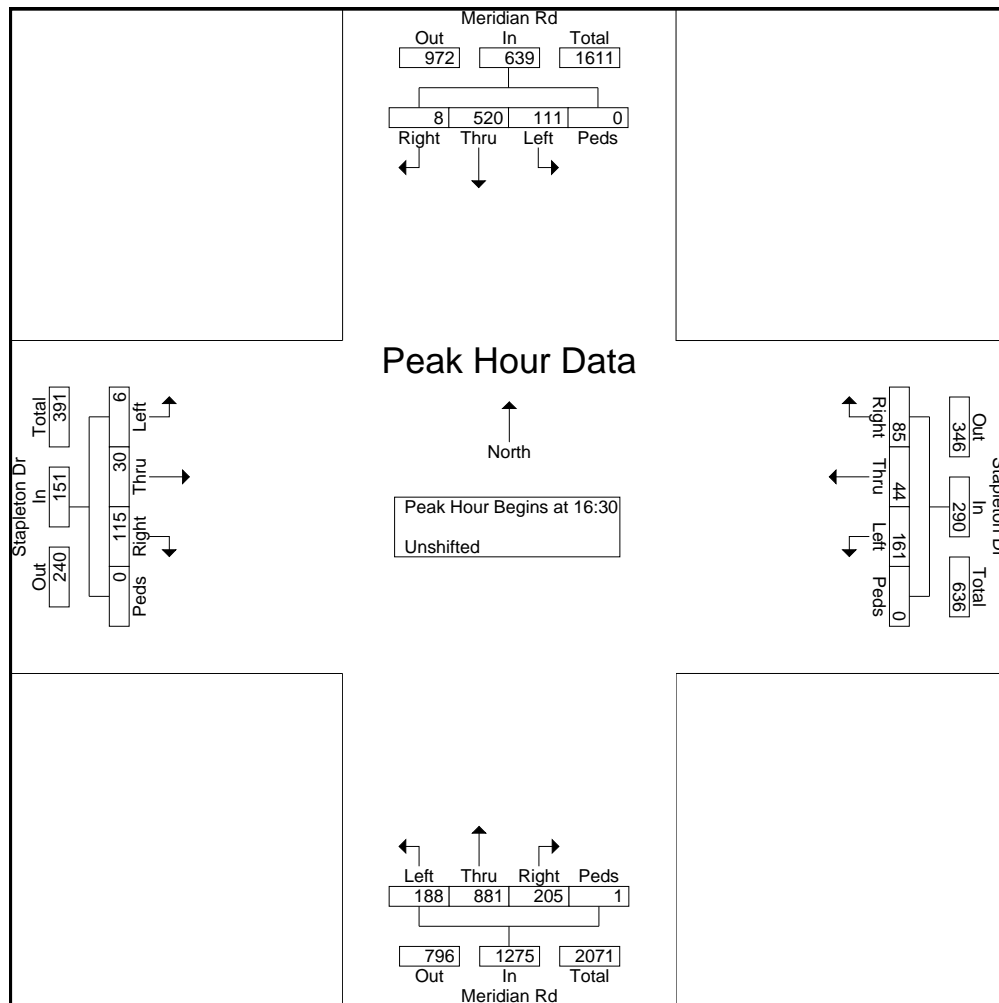 Meridian Rd
Out In Total
972 639 1611
8 520 111 0
Right Thru Left Peds
Peak Hour Data
North
Peak Hour Begins at 16:30
Unshifted
Stapleton Dr
Total In Out
391 151 240
6 30 115 0
Left Thru Right Peds
Right Thru Left Peds
85 44 161 0
346 290 636
Out In Total
Stapleton Dr
Left Thru Right Peds
188 881 205 1
796 1275 2071
Out In Total
Meridian Rd